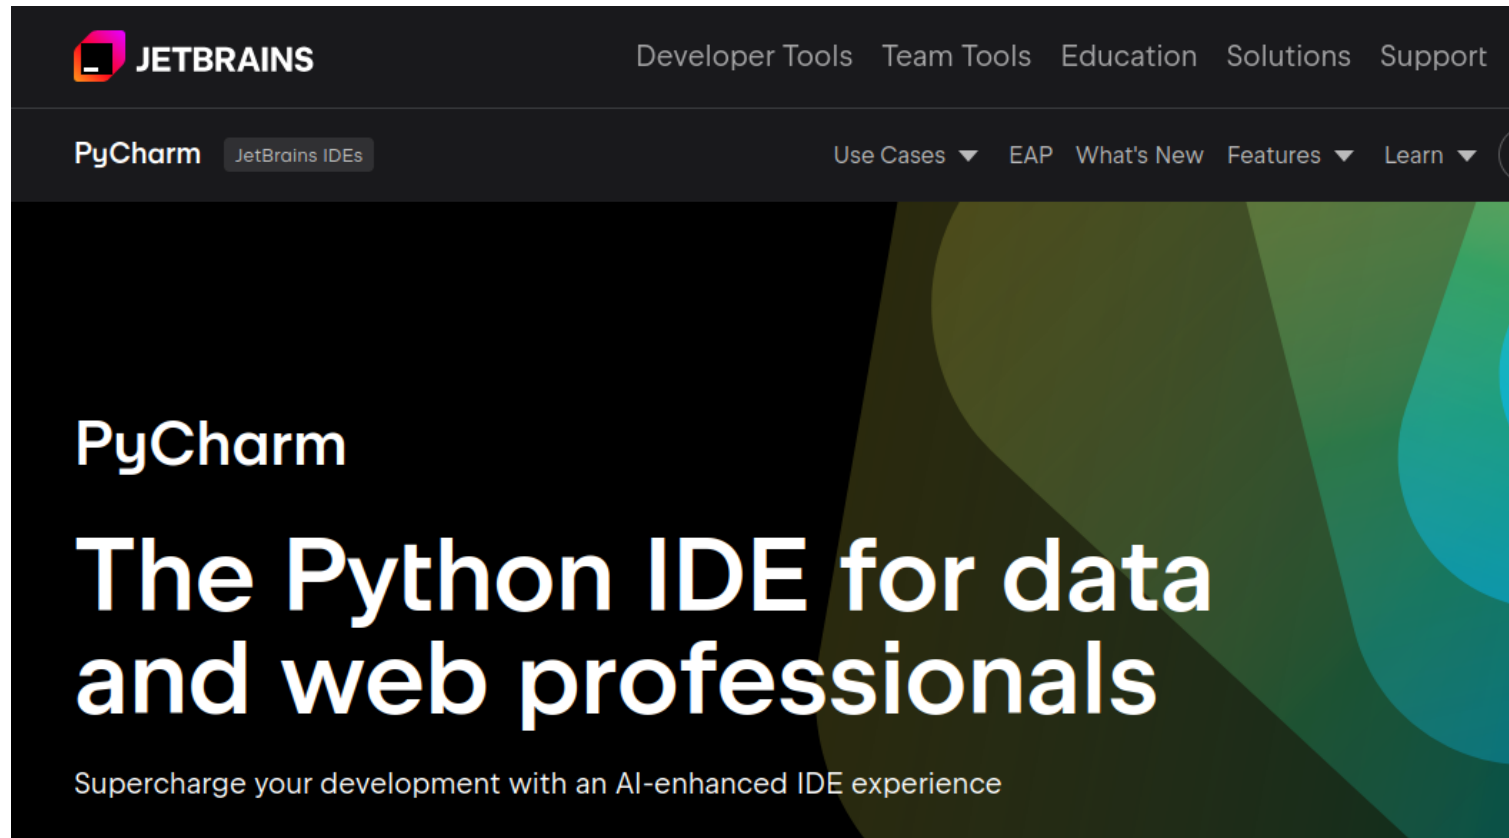 JETBRAINS
Developer Tools Team Tools Education Solutions Support
PyCharm JetBrains IDEs
Use Cases EAP What's New Features Learn
PyCharm
The Python IDE for data
and web professionals
Supercharge your development with an AI-enhanced IDE experience